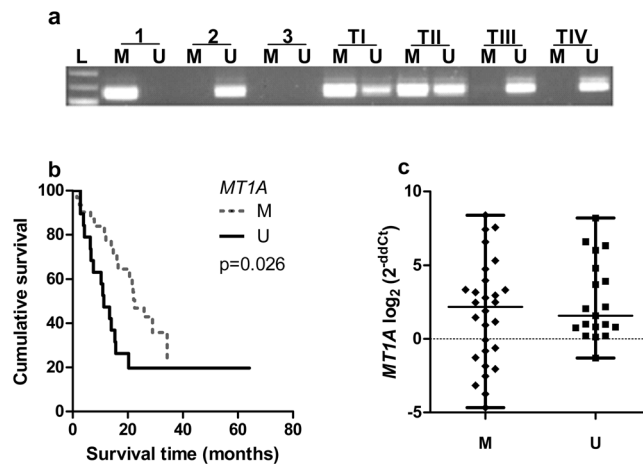 a
1 2 3 TI TII TIII TIV
L M U M U M U M U M U M U M U
b
MT1A
M
U
p=0.026
Cumulative survival
100
80
60
40
20
0
0 20 40 60 80
Survival time (months)
c
MT1A log₂ (2⁻ᵈᵈᶜᵗ)
10
5
0
-5
M U